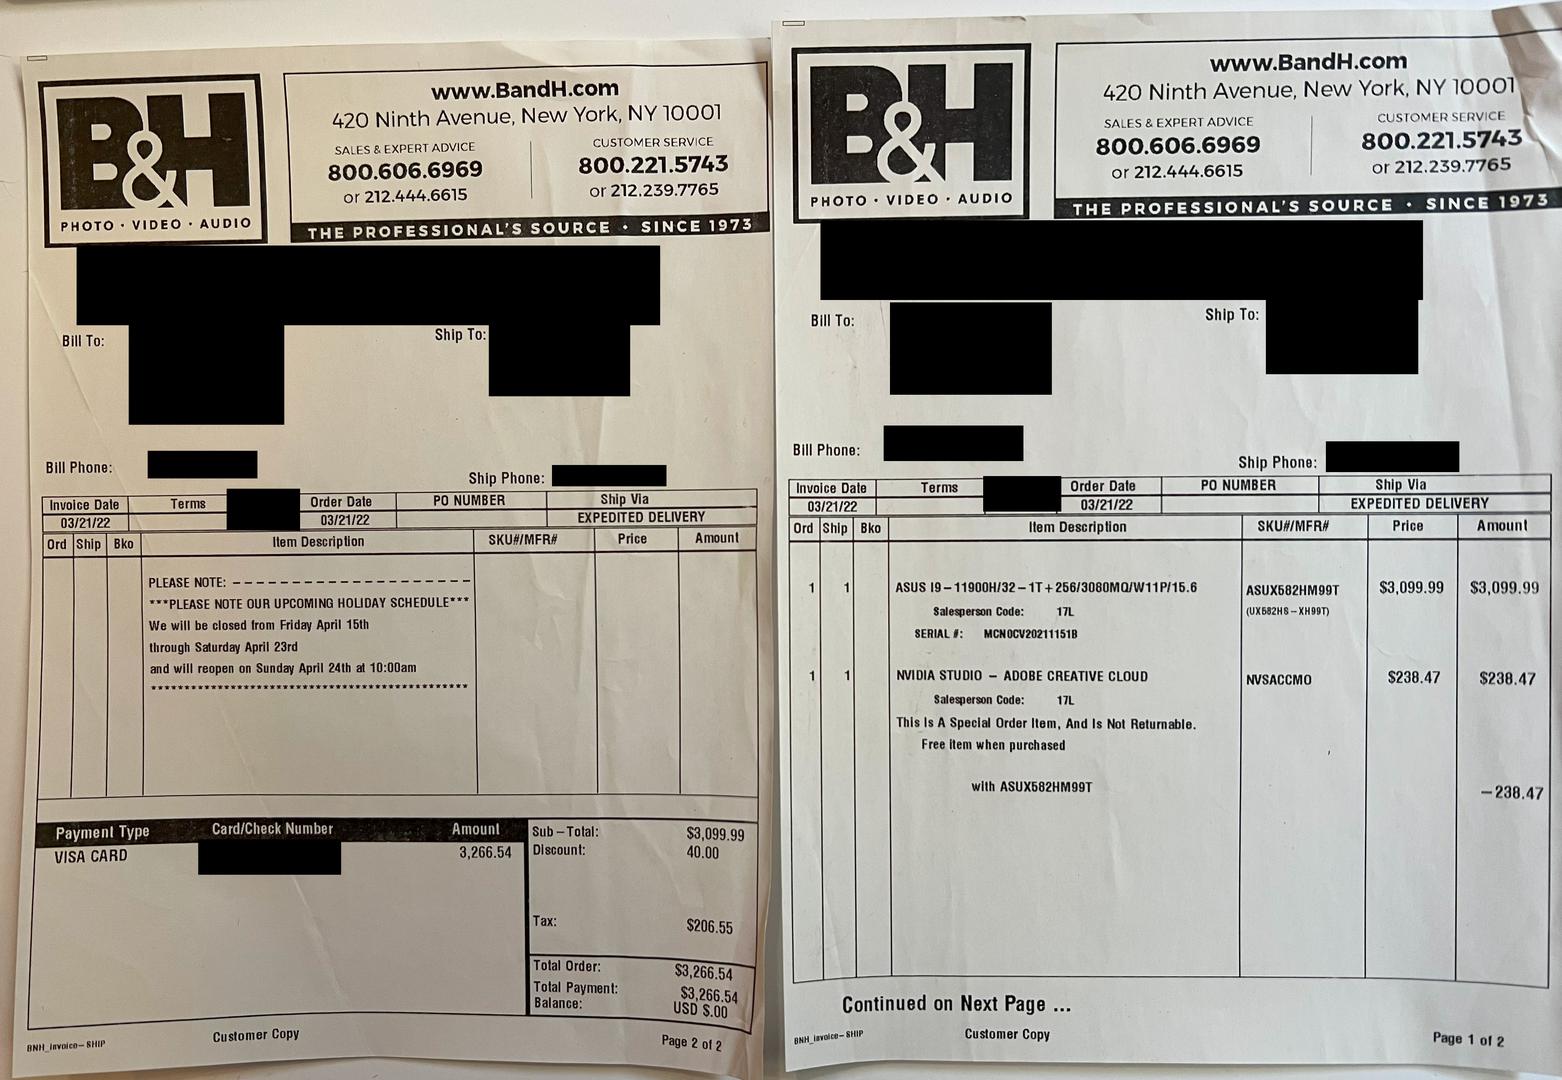 B&H
PHOTO · VIDEO · AUDIO
www.BandH.com
420 Ninth Avenue, New York, NY 10001
SALES & EXPERT ADVICE
800.606.6969
or 212.444.6615
CUSTOMER SERVICE
800.221.5743
or 212.239.7765
THE PROFESSIONAL'S SOURCE · SINCE 1973
Bill To:
Ship To:
Bill Phone:
Ship Phone:
Invoice Date Terms Order Date PO NUMBER Ship Via
03/21/22 03/21/22 EXPEDITED DELIVERY
Ord Ship Bko Item Description SKU#/MFR# Price Amount
PLEASE NOTE: – – – – – – – – – – – – – – – – – – – –
***PLEASE NOTE OUR UPCOMING HOLIDAY SCHEDULE***
We will be closed from Friday April 15th
through Saturday April 23rd
and will reopen on Sunday April 24th at 10:00am
***********************************************
Payment Type Card/Check Number Amount
VISA CARD 3,266.54
Sub-Total: $3,099.99
Discount: 40.00
Tax: $206.55
Total Order: $3,266.54
Total Payment: $3,266.54
Balance: USD $.00
BNH_invoice-SHIP
Customer Copy
Page 2 of 2
B&H
PHOTO · VIDEO · AUDIO
www.BandH.com
420 Ninth Avenue, New York, NY 10001
SALES & EXPERT ADVICE
800.606.6969
or 212.444.6615
CUSTOMER SERVICE
800.221.5743
or 212.239.7765
THE PROFESSIONAL'S SOURCE · SINCE 1973
Bill To:
Ship To:
Bill Phone:
Ship Phone:
Invoice Date Terms Order Date PO NUMBER Ship Via
03/21/22 03/21/22 EXPEDITED DELIVERY
Ord Ship Bko Item Description SKU#/MFR# Price Amount
1 1 ASUS I9-11900H/32-1T+256/3080MQ/W11P/15.6 ASUX582HM99T $3,099.99 $3,099.99
Salesperson Code: 17L (UX582HS-XH99T)
SERIAL #: MCN0CV20211151B
1 1 NVIDIA STUDIO - ADOBE CREATIVE CLOUD NVSACCMO $238.47 $238.47
Salesperson Code: 17L
This Is A Special Order Item, And Is Not Returnable.
Free item when purchased
with ASUX582HM99T -238.47
Continued on Next Page ...
BNH_invoice-SHIP
Customer Copy
Page 1 of 2